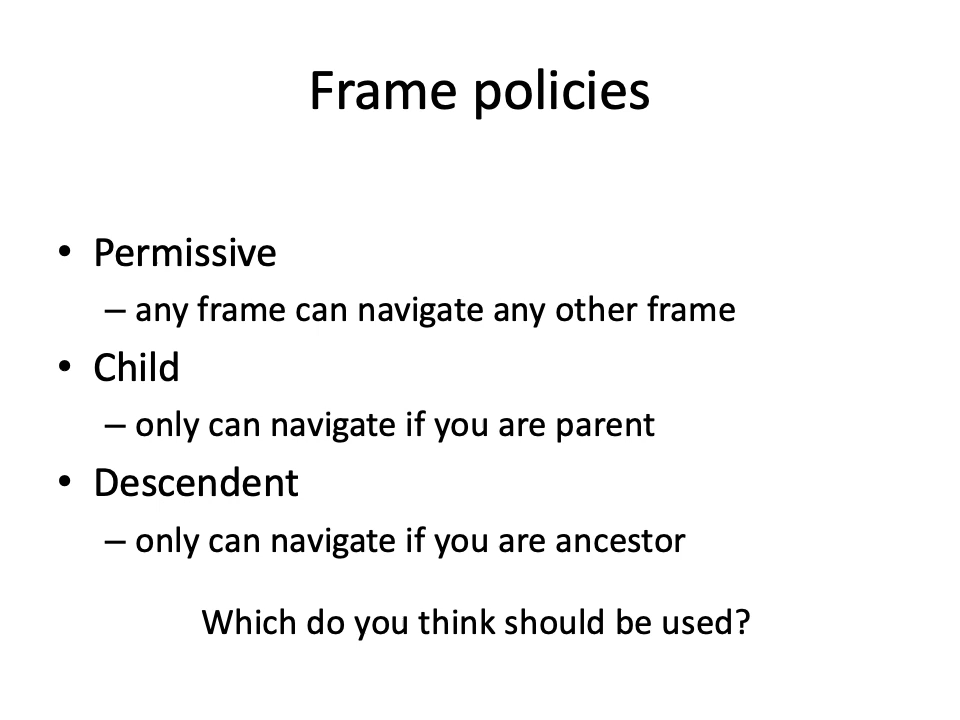 Frame policies
• Permissive
– any frame can navigate any other frame
• Child
– only can navigate if you are parent
• Descendent
– only can navigate if you are ancestor
Which do you think should be used?